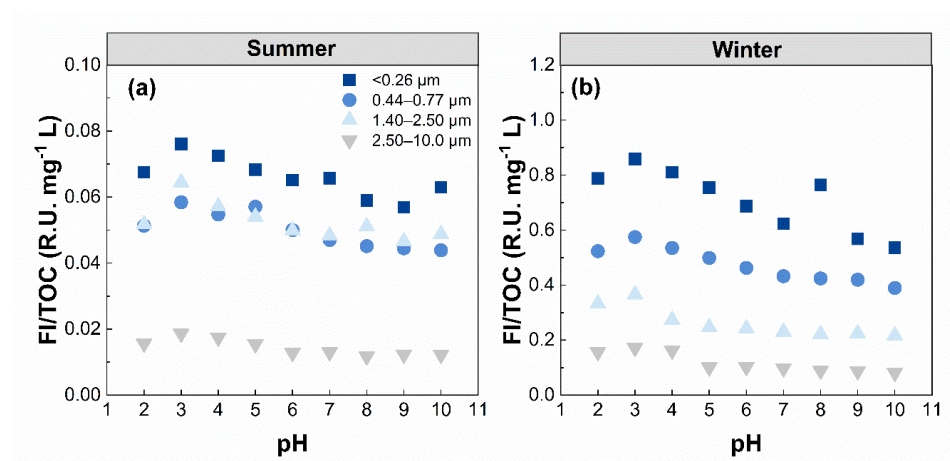 Summer
(a)
<0.26 µm
0.44–0.77 µm
1.40–2.50 µm
2.50–10.0 µm
FI/TOC (R.U. mg⁻¹ L)
0.10
0.08
0.06
0.04
0.02
0.00
1 2 3 4 5 6 7 8 9 10 11
pH
Winter
(b)
FI/TOC (R.U. mg⁻¹ L)
1.2
1.0
0.8
0.6
0.4
0.2
0.0
1 2 3 4 5 6 7 8 9 10 11
pH